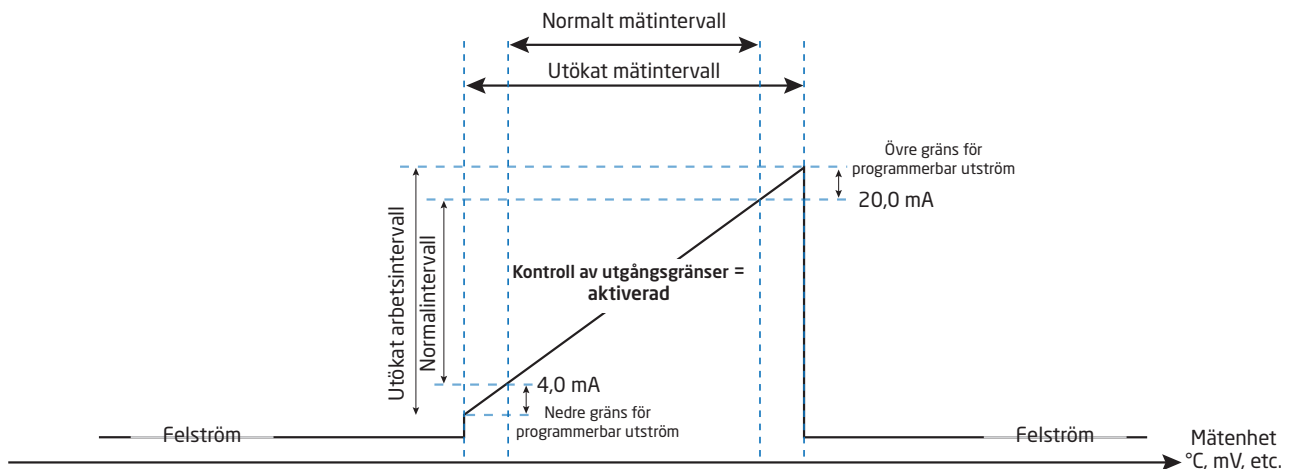 Normalt mätintervall
Utökat mätintervall
Övre gräns för
programmerbar utström
20,0 mA
Utökat arbetsintervall
Normalintervall
Kontroll av utgångsgränser =
aktiverad
4,0 mA
Nedre gräns för
programmerbar utström
Felström
Felström
Mätenhet
°C, mV, etc.